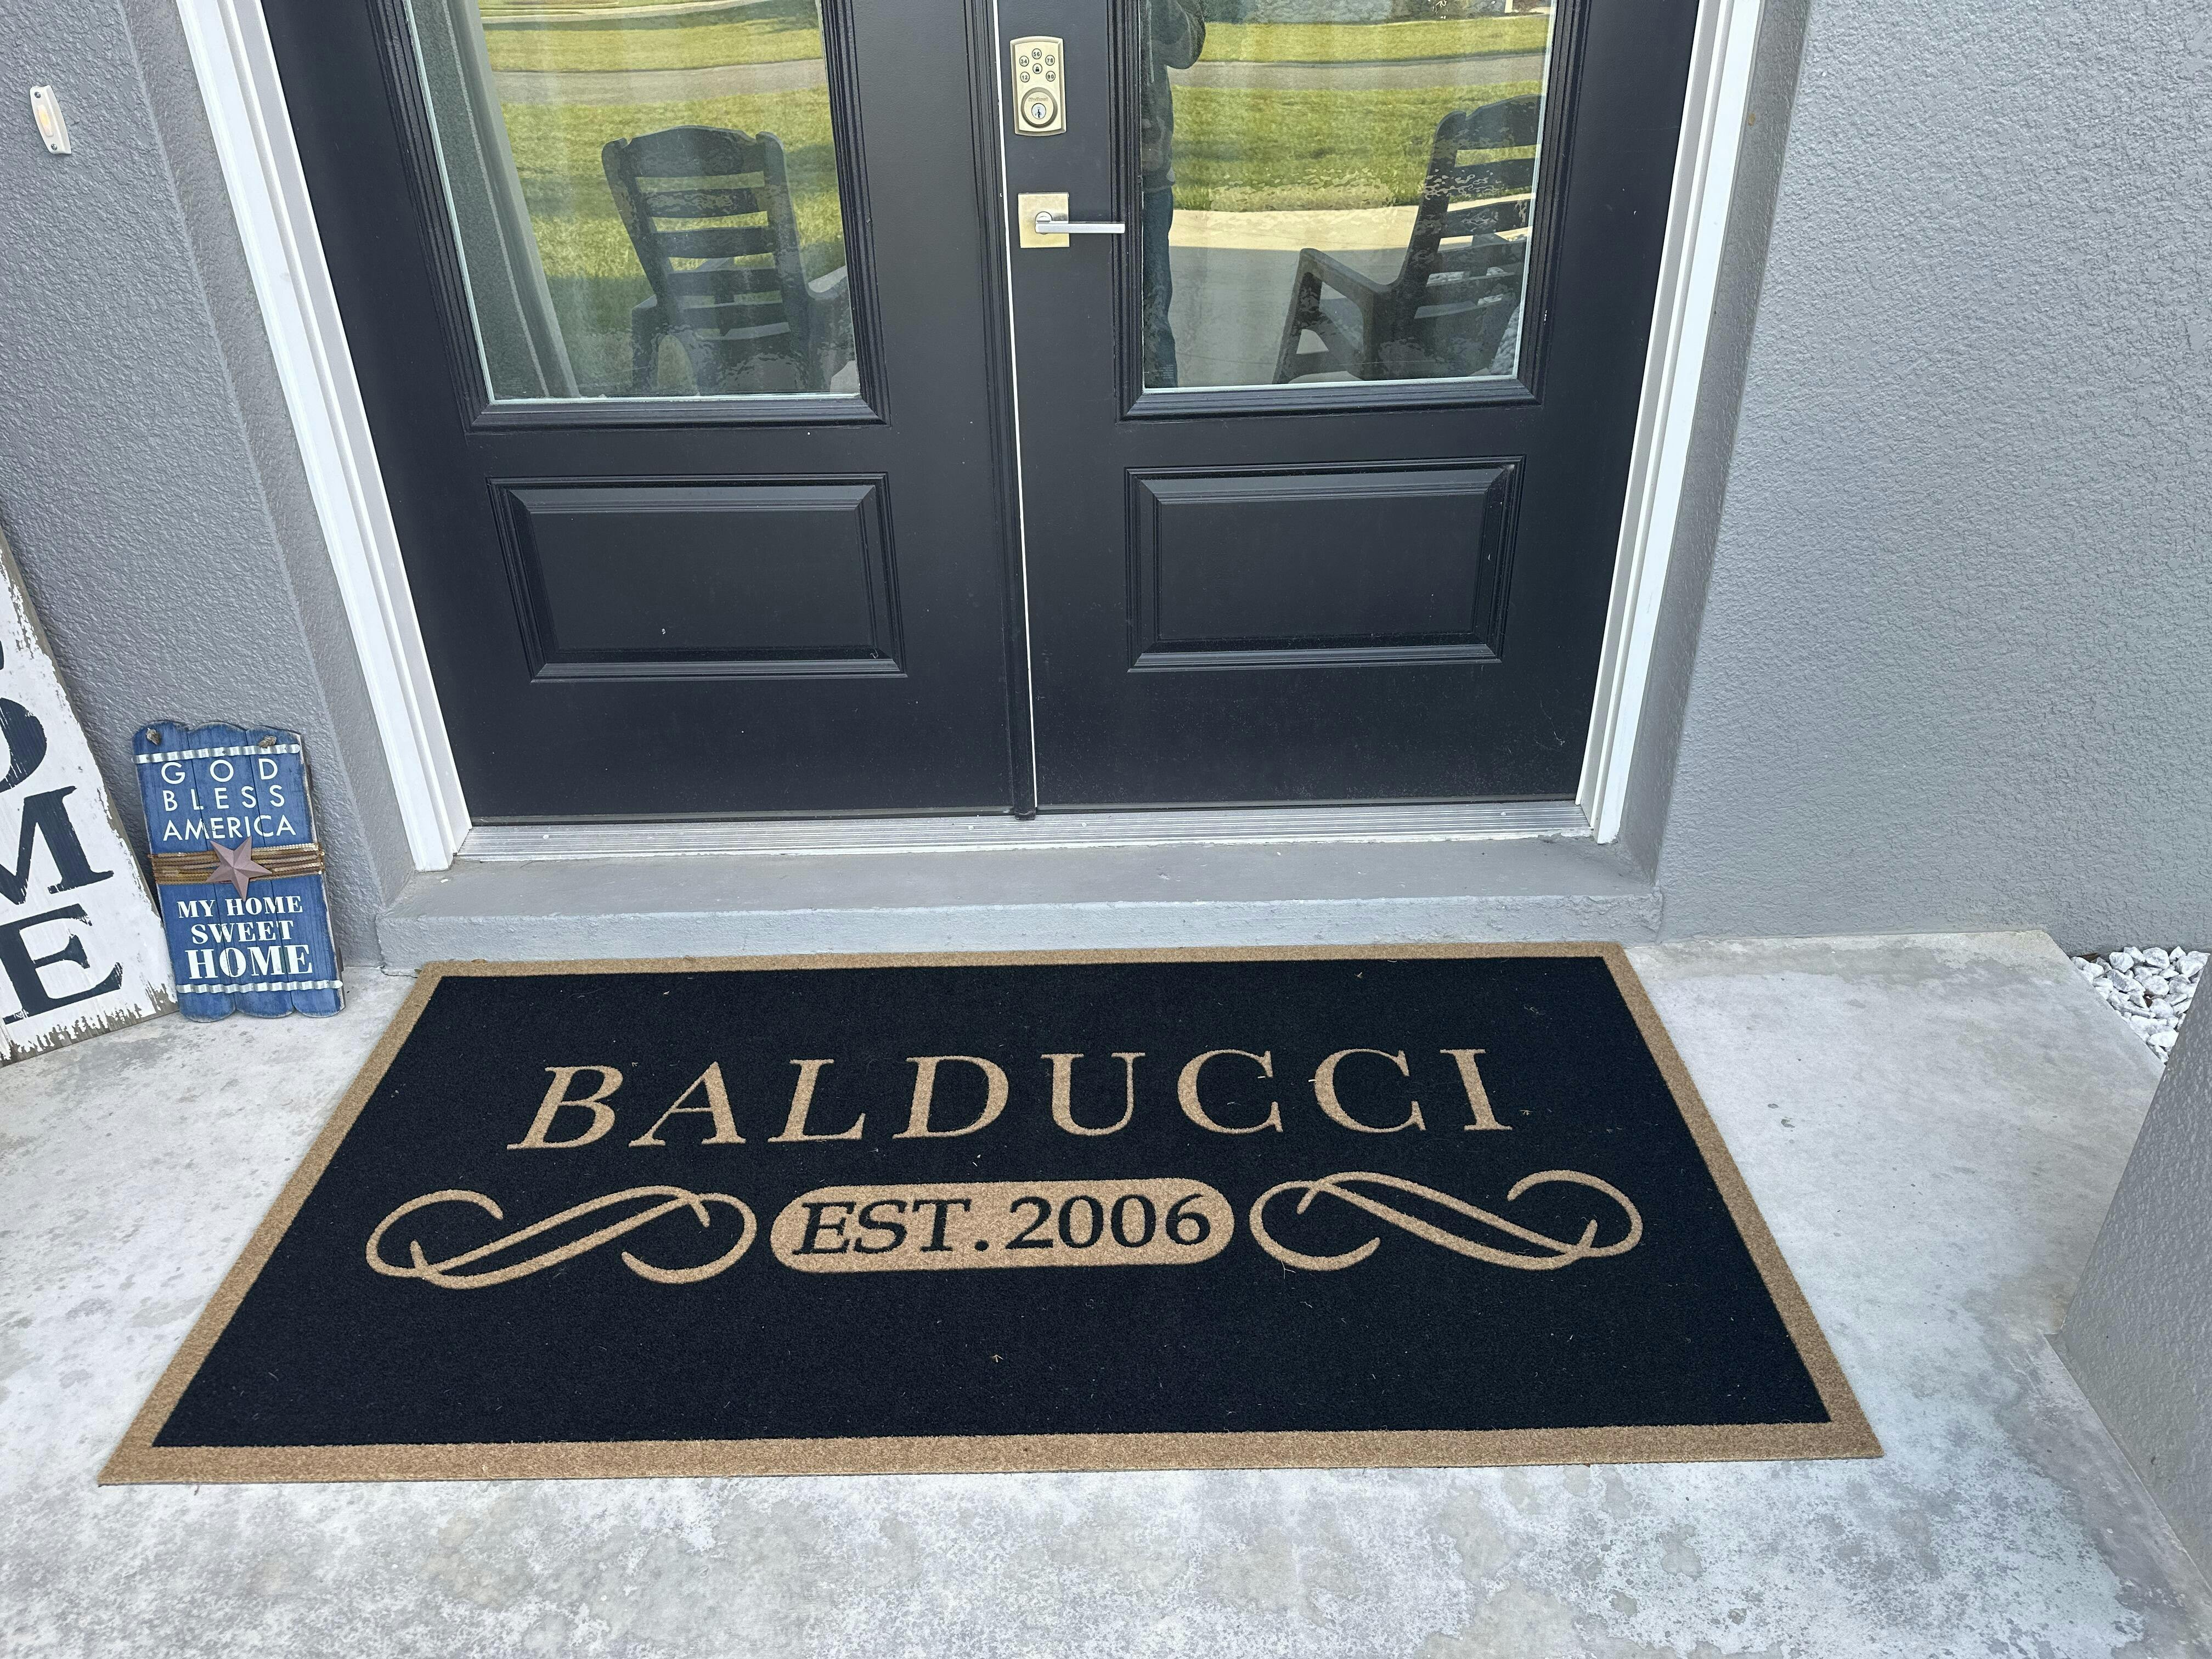 O
M
E
GOD
BLESS
AMERICA
MY HOME
SWEET
HOME
BALDUCCI
EST. 2006